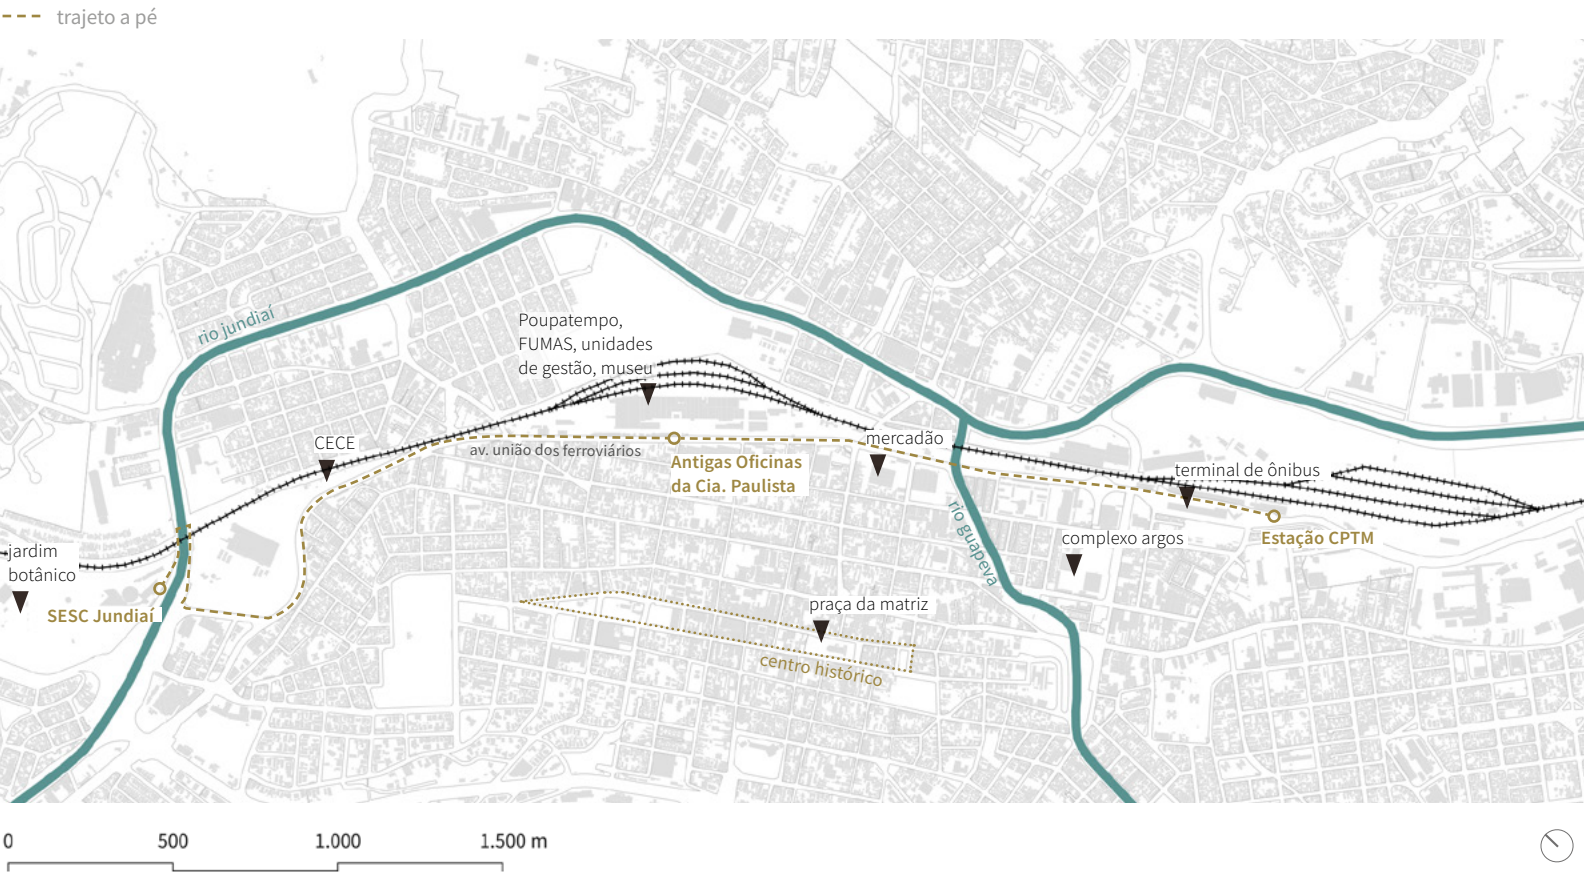 trajeto a pé
rio jundiaí
Poupatempo,
FUMAS, unidades
de gestão, museu
CECE
av. união dos ferroviários
mercadão
Antigas Oficinas
da Cia. Paulista
terminal de ônibus
Estação CPTM
complexo argos
rio guapeva
jardim
botânico
SESC Jundiaí
praça da matriz
centro histórico
0 500 1.000 1.500 m